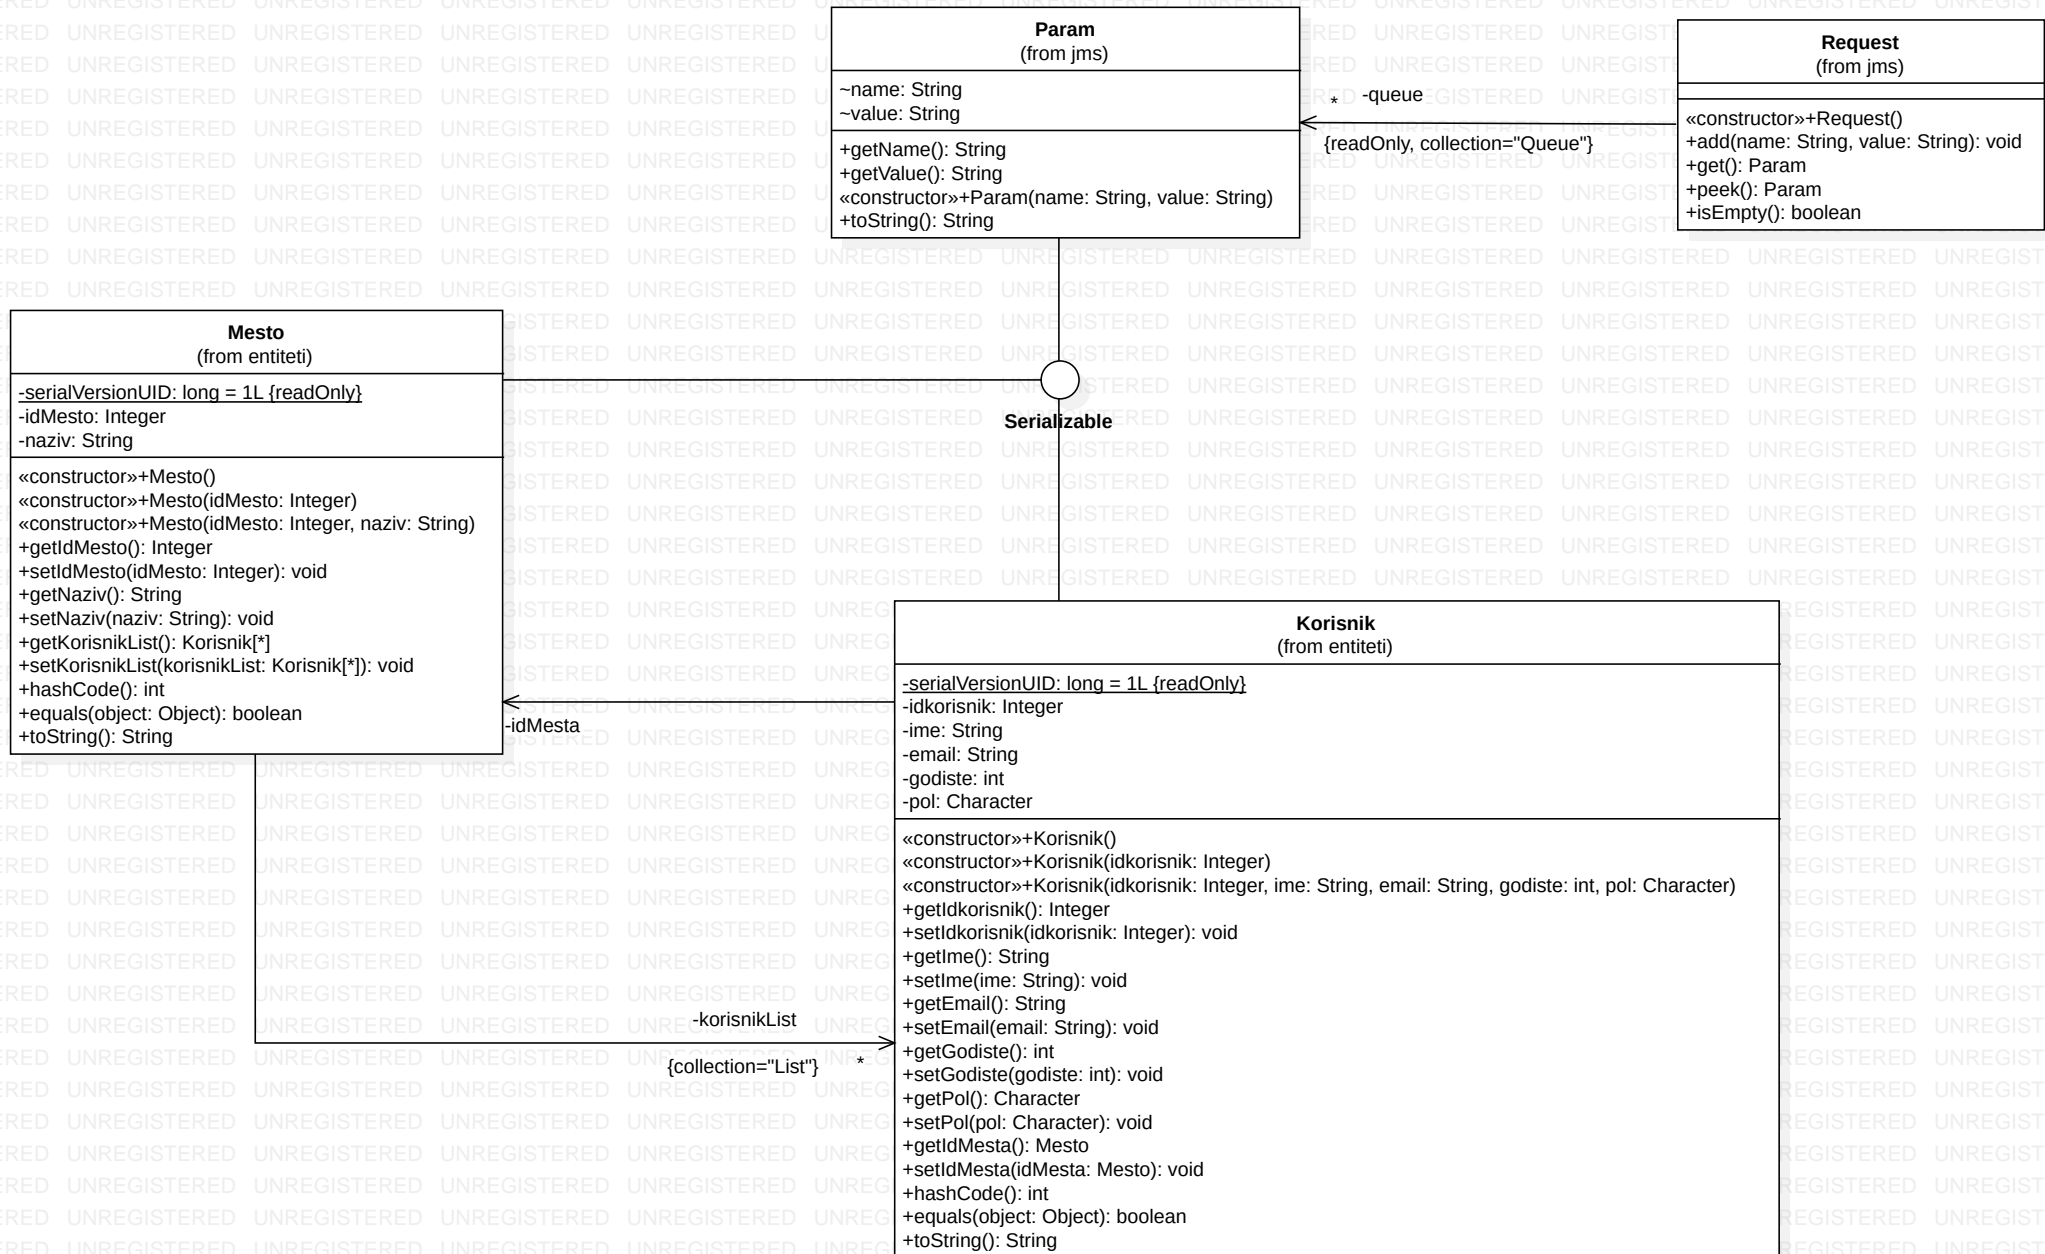 Param
(from jms)
~name: String
~value: String
+getName(): String
+getValue(): String
«constructor»+Param(name: String, value: String)
+toString(): String
* -queue
{readOnly, collection="Queue"}
Request
(from jms)
«constructor»+Request()
+add(name: String, value: String): void
+get(): Param
+peek(): Param
+isEmpty(): boolean
Mesto
(from entiteti)
-serialVersionUID: long = 1L {readOnly}
-idMesto: Integer
-naziv: String
«constructor»+Mesto()
«constructor»+Mesto(idMesto: Integer)
«constructor»+Mesto(idMesto: Integer, naziv: String)
+getIdMesto(): Integer
+setIdMesto(idMesto: Integer): void
+getNaziv(): String
+setNaziv(naziv: String): void
+getKorisnikList(): Korisnik[*]
+setKorisnikList(korisnikList: Korisnik[*]): void
+hashCode(): int
+equals(object: Object): boolean
+toString(): String
Serializable
-idMesta
-korisnikList
{collection="List"} *
Korisnik
(from entiteti)
-serialVersionUID: long = 1L {readOnly}
-idkorisnik: Integer
-ime: String
-email: String
-godiste: int
-pol: Character
«constructor»+Korisnik()
«constructor»+Korisnik(idkorisnik: Integer)
«constructor»+Korisnik(idkorisnik: Integer, ime: String, email: String, godiste: int, pol: Character)
+getIdkorisnik(): Integer
+setIdkorisnik(idkorisnik: Integer): void
+getIme(): String
+setIme(ime: String): void
+getEmail(): String
+setEmail(email: String): void
+getGodiste(): int
+setGodiste(godiste: int): void
+getPol(): Character
+setPol(pol: Character): void
+getIdMesta(): Mesto
+setIdMesta(idMesta: Mesto): void
+hashCode(): int
+equals(object: Object): boolean
+toString(): String
UNREGISTERED